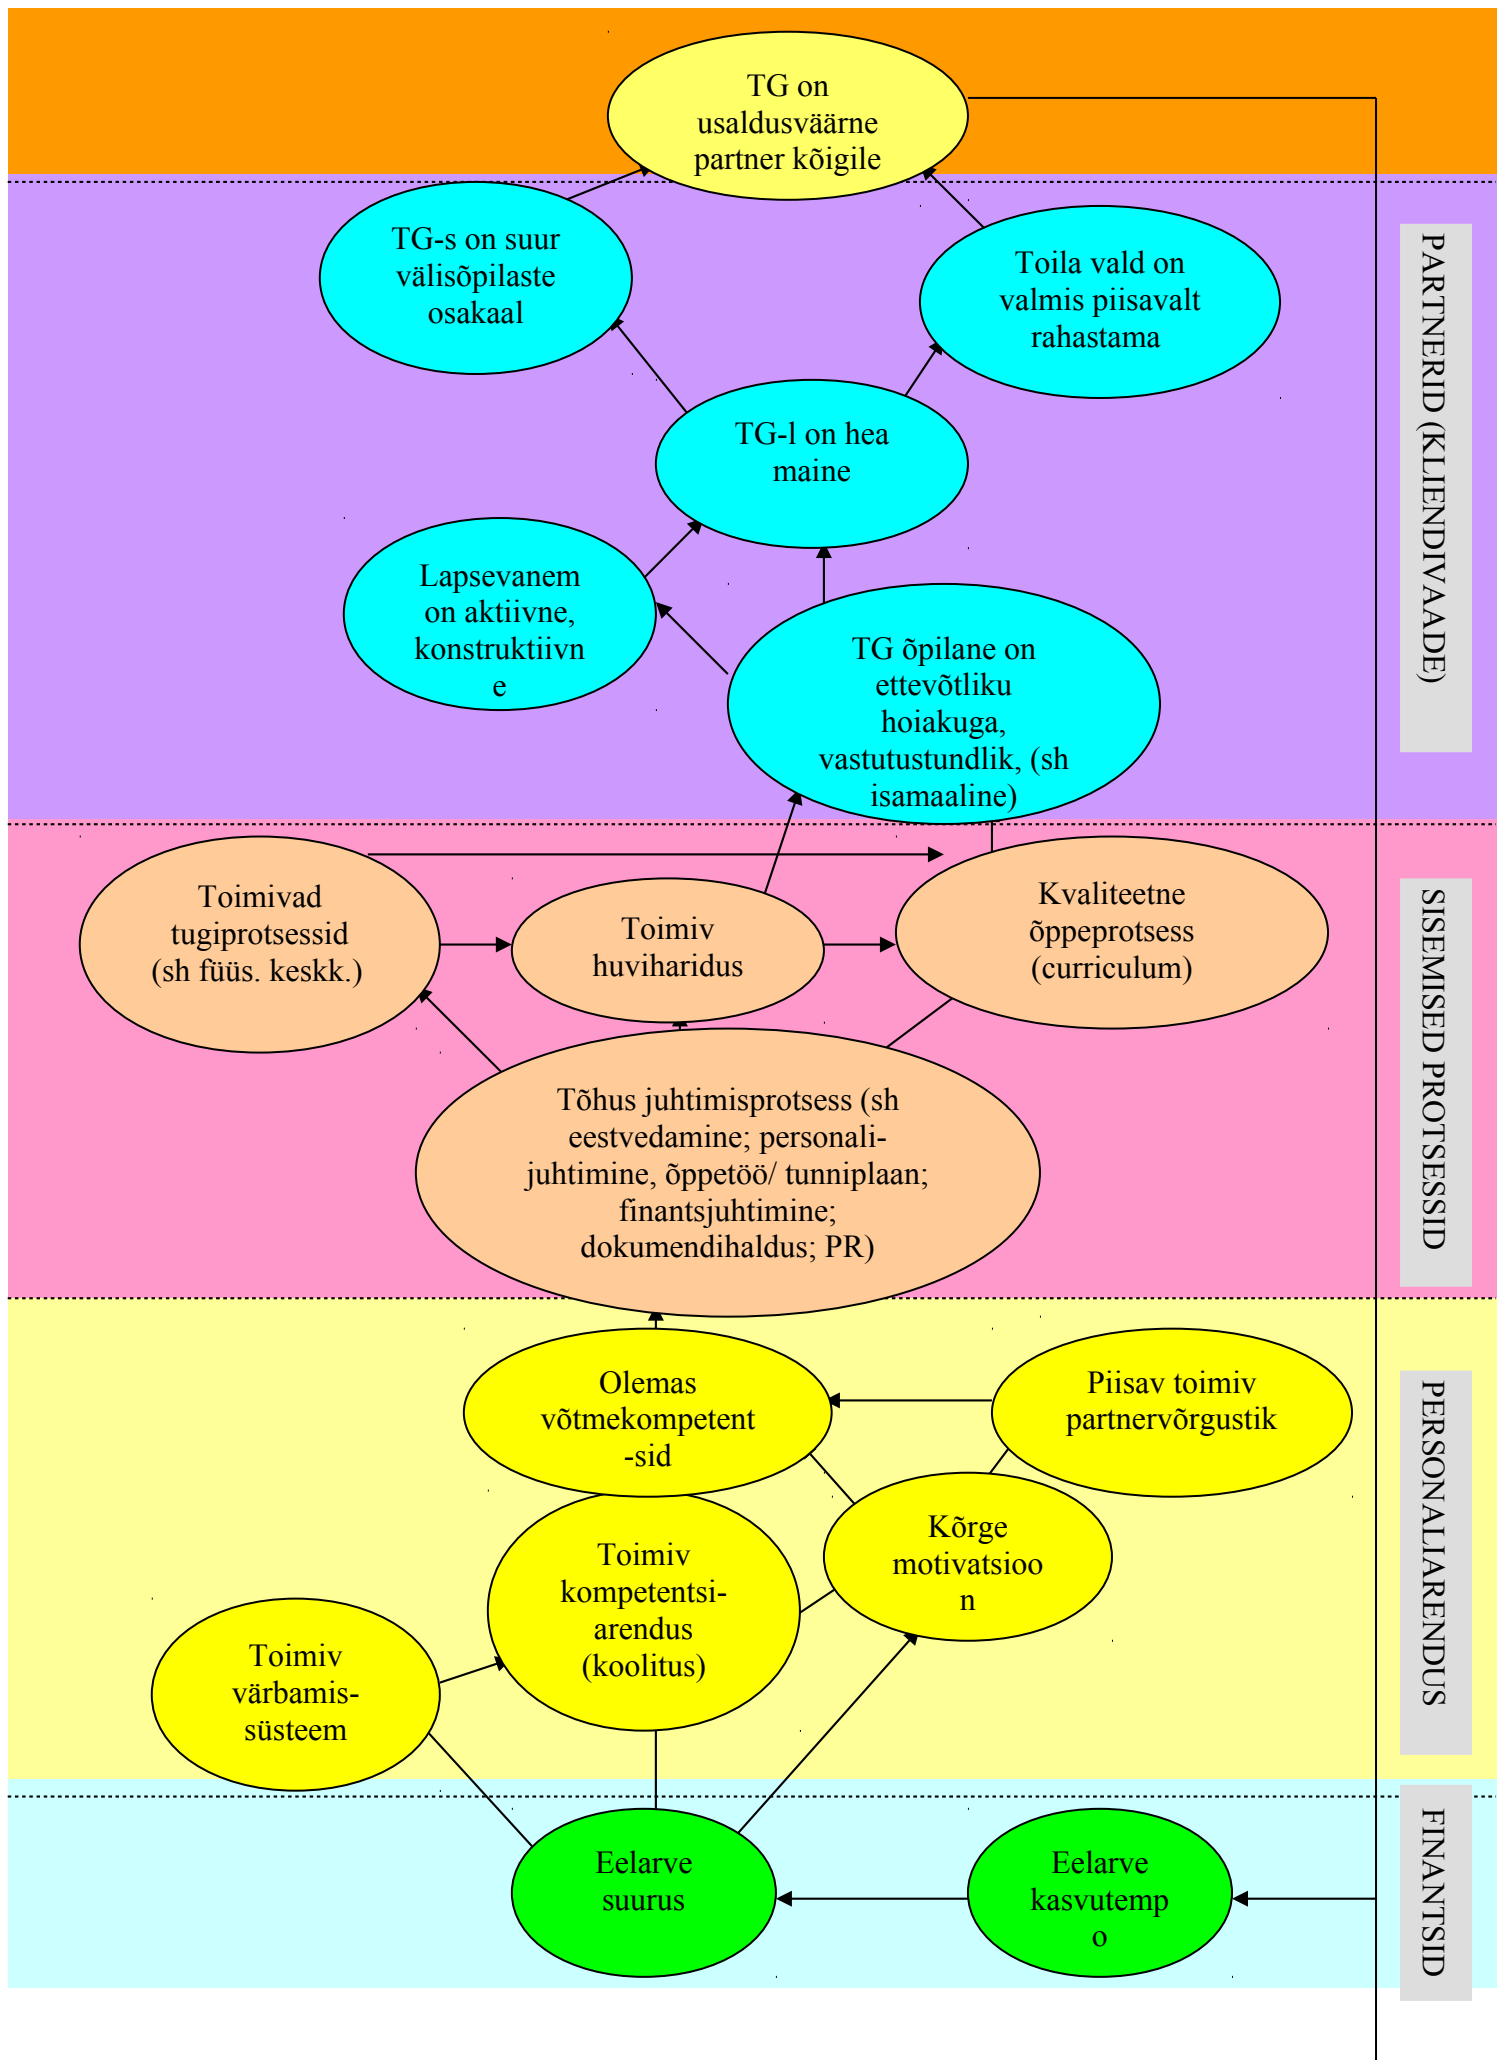 TG on
usaldusväärne
partner kõigile
TG-s on suur
välisõpilaste
osakaal
Toila vald on
valmis piisavalt
rahastama
TG-l on hea
maine
Lapsevanem
on aktiivne,
konstruktiivn
e
TG õpilane on
ettevõtliku
hoiakuga,
vastutustundlik, (sh
isamaaline)
PARTNERID (KLIENDIVAADE)
Toimivad
tugiprotsessid
(sh füüs. keskk.)
Toimiv
huviharidus
Kvaliteetne
õppeprotsess
(curriculum)
Tõhus juhtimisprotsess (sh
eestvedamine; personali-
juhtimine, õppetöö/ tunniplaan;
finantsjuhtimine;
dokumendihaldus; PR)
SISEMISED PROTSESSID
Olemas
võtmekompetent
-sid
Piisav toimiv
partnervõrgustik
Kõrge
motivatsioo
n
Toimiv
kompetentsi-
arendus
(koolitus)
Toimiv
värbamis-
süsteem
PERSONALIARENDUS
Eelarve
suurus
Eelarve
kasvutemp
o
FINANTSID